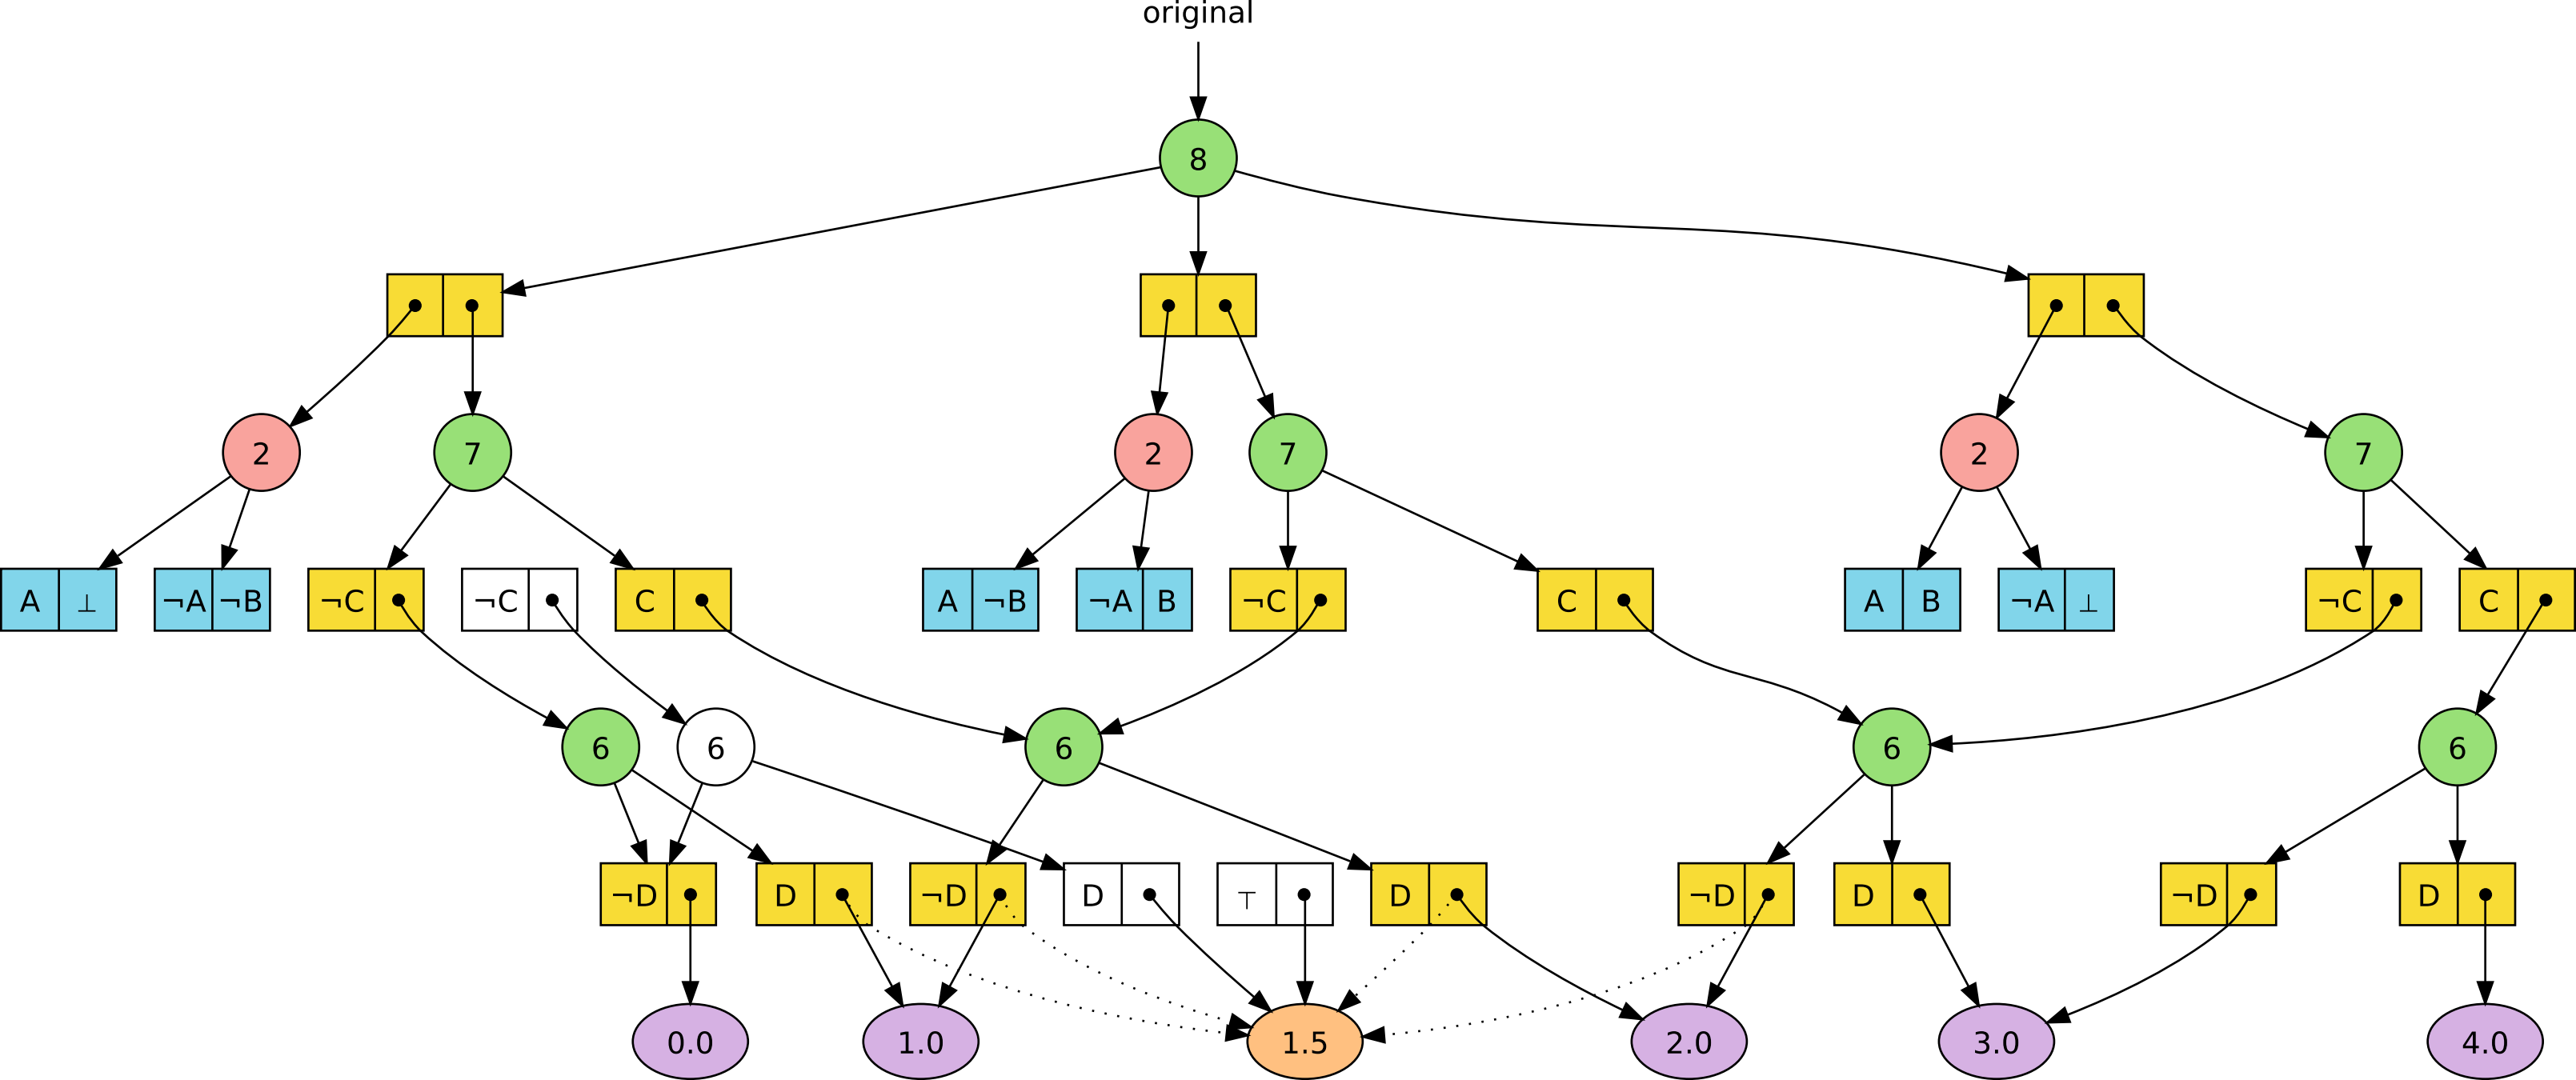 original
8
2 7 2 7 2 7
A ⊥ ¬A ¬B ¬C ¬C C A ¬B ¬A B ¬C C A B ¬A ⊥ ¬C C
6 6 6 6 6
¬D D ¬D D ⊤ D ¬D D ¬D D
0.0 1.0 1.5 2.0 3.0 4.0